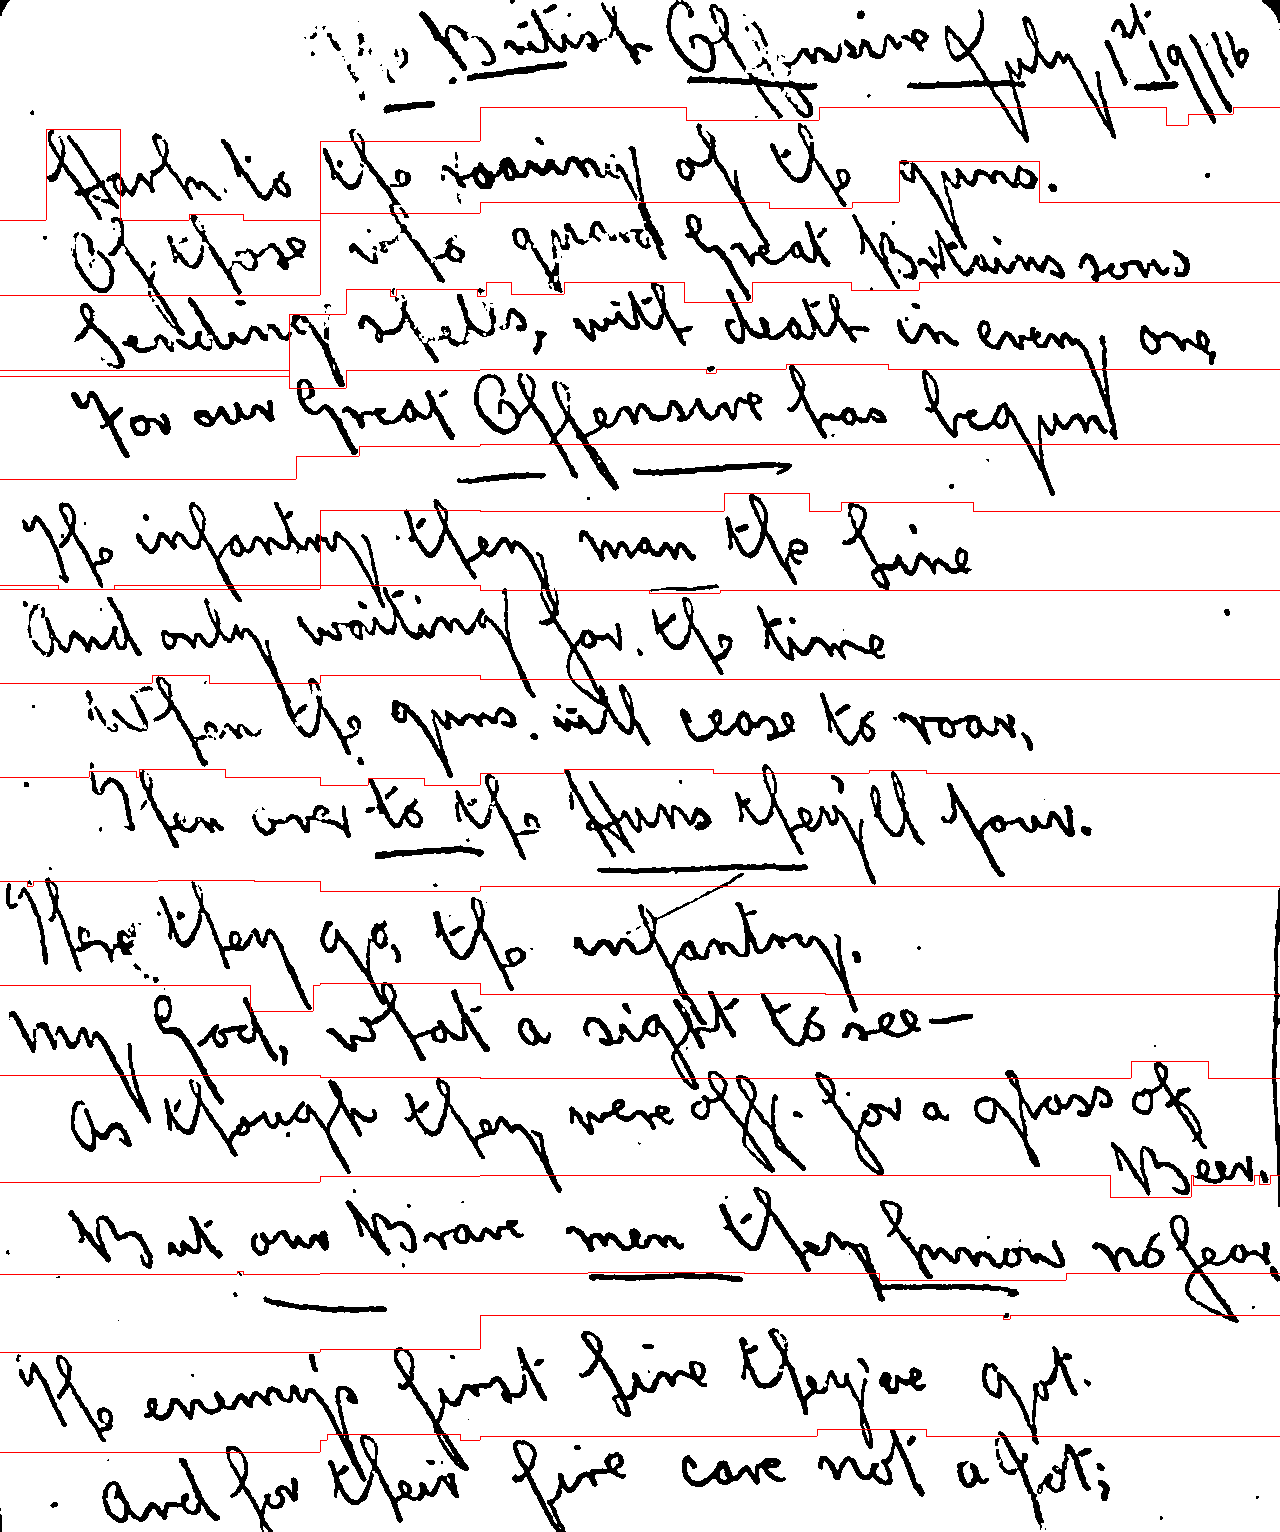 The British Offensive July 1st 1916
Hark to the roaring of the guns.
Of those who guard Great Britains sons
Sending shells, with death in every one,
For our Great Offensive has begun
The infantry they man the line
And only waiting for. the time
When the guns. will cease to roar,
Then over to the Huns they'll pour.
There they go, the infantry.
My God, what a sight to see—
As though they were off. for a glass of
Beer.
But our Brave men they know no fear.
The enemy's first line they've got.
And for their fire care not a jot;